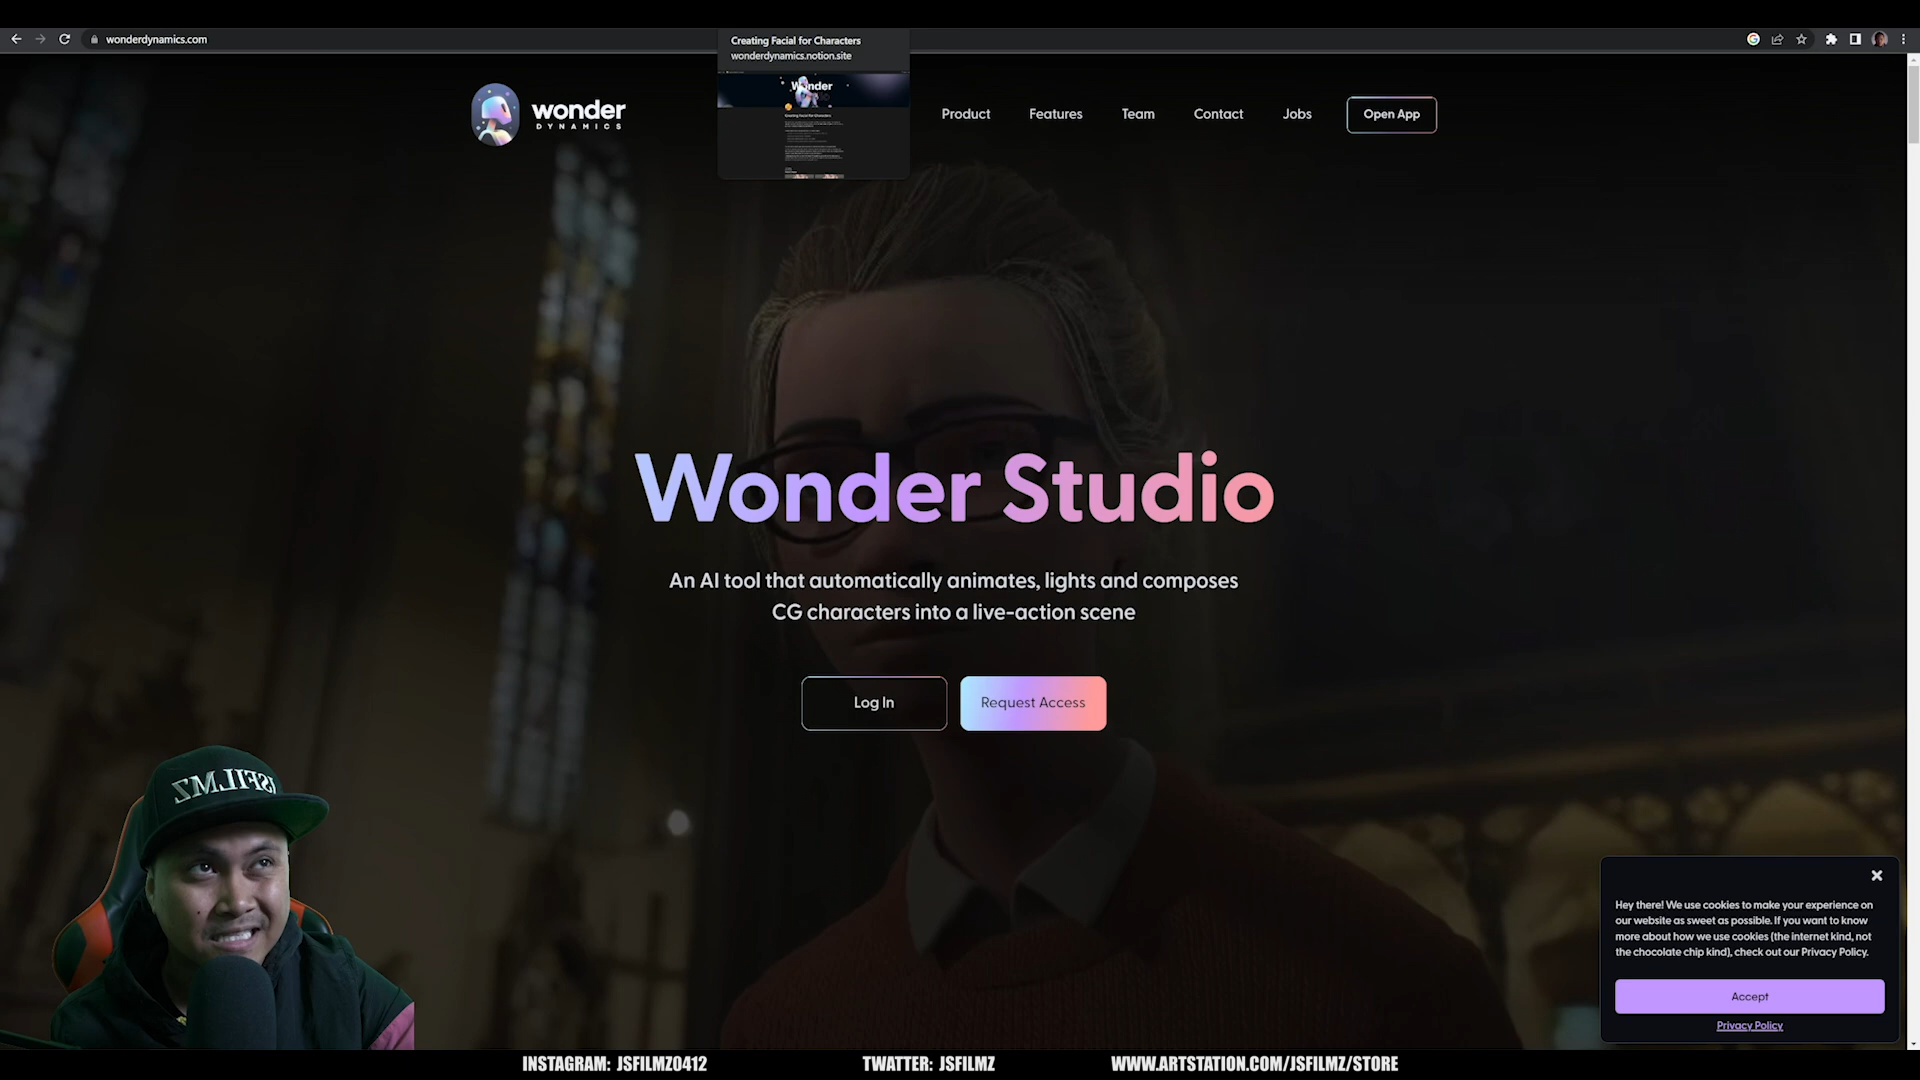 wonderdynamics.com
Creating Facial for Characters
wonderdynamics.notion.site
Wonder
wonder
DYNAMICS
Product
Features
Team
Contact
Jobs
Open App
Wonder Studio
An AI tool that automatically animates, lights and composes
CG characters into a live-action scene
Log In
Request Access
JSFILMZ
Hey there! We use cookies to make your experience on
our website as sweet as possible. If you want to know
more about how we use cookies (the internet kind, not
the chocolate chip kind), check out our Privacy Policy.
Accept
Privacy Policy
INSTAGRAM: JSFILMZ0412
TWATTER: JSFILMZ
WWW.ARTSTATION.COM/JSFILMZ/STORE